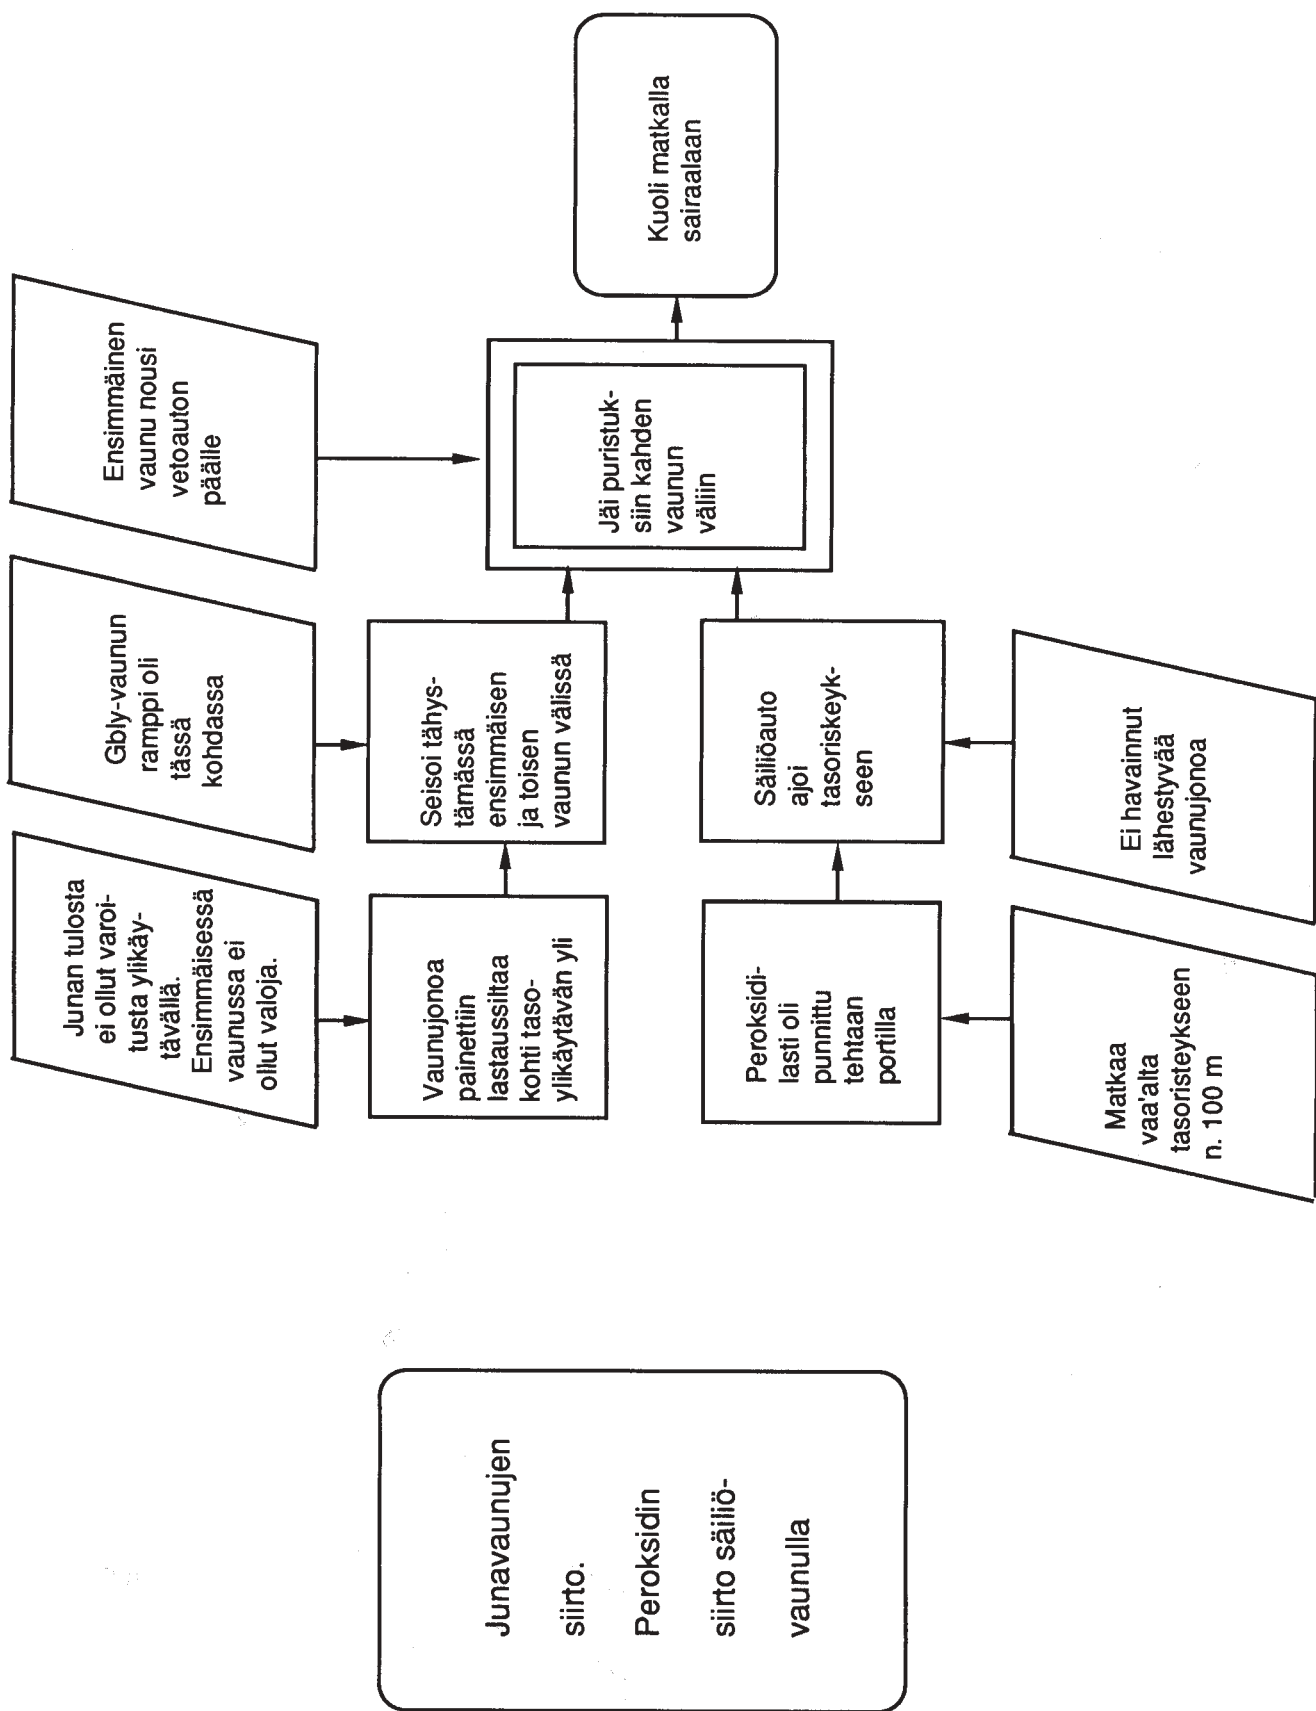 Junavaunujen
siirto.
Peroksidin
siirto säiliö-
vaunulla
Junan tulosta
ei ollut varoi-
tusta ylikäy-
tävällä.
Ensimmäisessä
vaunussa ei
ollut valoja.
Gbly-vaunun
ramppi oli
tässä
kohdassa
Ensimmäinen
vaunu nousi
vetoauton
päälle
Vaunujonoa
painettiin
lastaussiltaa
kohti taso-
ylikäytävän yli
Seisoi tähys-
tämässä
ensimmäisen
ja toisen
vaunun välissä
Jäi puristuk-
siin kahden
vaunun
väliin
Kuoli matkalla
sairaalaan
Peroksidi-
lasti oli
punnittu
tehtaan
portilla
Säiliöauto
ajoi
tasoriskeyk-
seen
Matkaa
vaa'alta
tasoristeykseen
n. 100 m
Ei havainnut
lähestyvää
vaunujonoa